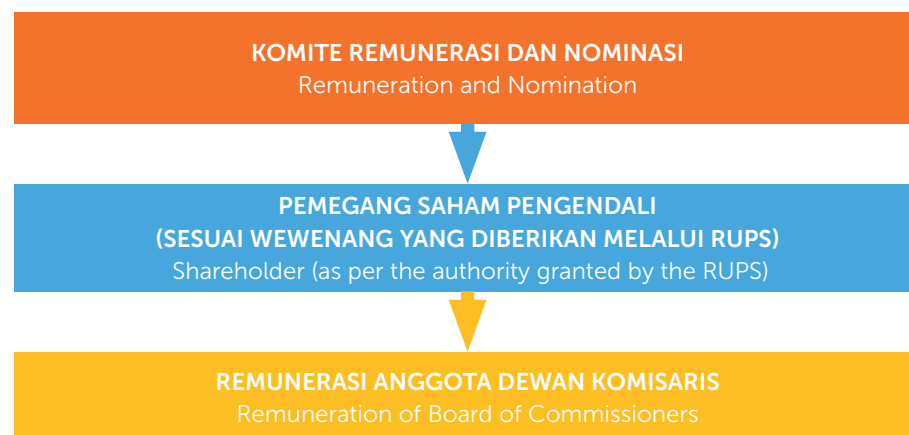 KOMITE REMUNERASI DAN NOMINASI
Remuneration and Nomination
PEMEGANG SAHAM PENGENDALI
(SESUAI WEWENANG YANG DIBERIKAN MELALUI RUPS)
Shareholder (as per the authority granted by the RUPS)
REMUNERASI ANGGOTA DEWAN KOMISARIS
Remuneration of Board of Commissioners